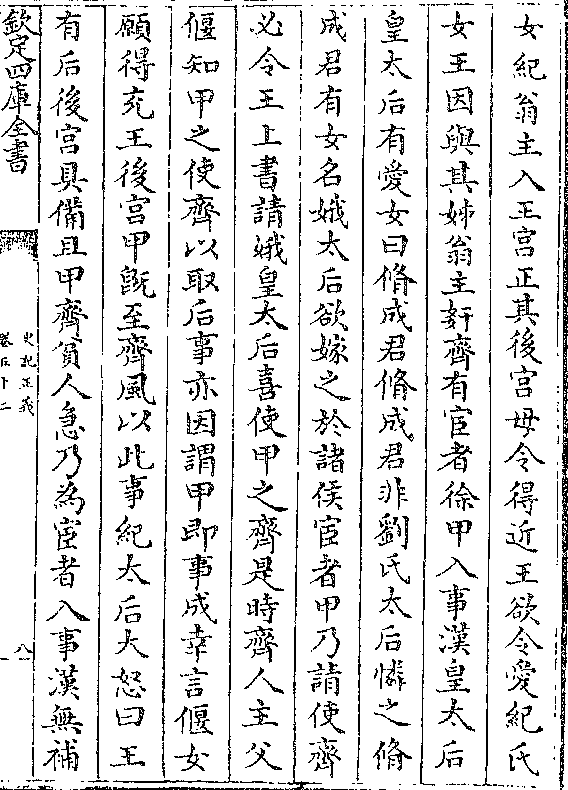 女紀翁主入王宫正其後宫毋令得近王欲令愛紀氏
女王因與其姊翁主奸齊有宦者徐甲入事漢皇太后
皇太后有愛女曰脩成君脩成君非劉氏太后憐之脩
成君有女名娥太后欲嫁之於諸侯宦者甲乃請使齊
必令王上書請娥皇太后喜使甲之齊是時齊人主父
偃知甲之使齊以取后事亦因謂甲即事成幸言偃女
願得充王後宫甲旣至齊風以此事紀太后大怒曰王
有后後宫具備且甲齊貧人急乃為宦者入事漢無補
欽定四庫全書
史記正義
卷五十二
八